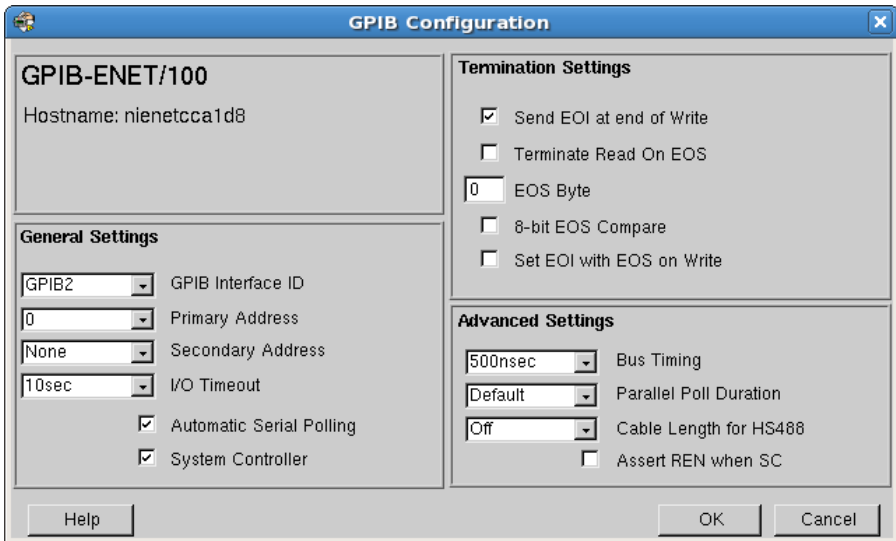 GPIB Configuration
GPIB-ENET/100
Hostname: nienetcca1d8
General Settings
GPIB2 GPIB Interface ID
0 Primary Address
None Secondary Address
10sec I/O Timeout
Automatic Serial Polling
System Controller
Termination Settings
Send EOI at end of Write
Terminate Read On EOS
0 EOS Byte
8-bit EOS Compare
Set EOI with EOS on Write
Advanced Settings
500nsec Bus Timing
Default Parallel Poll Duration
Off Cable Length for HS488
Assert REN when SC
Help OK Cancel